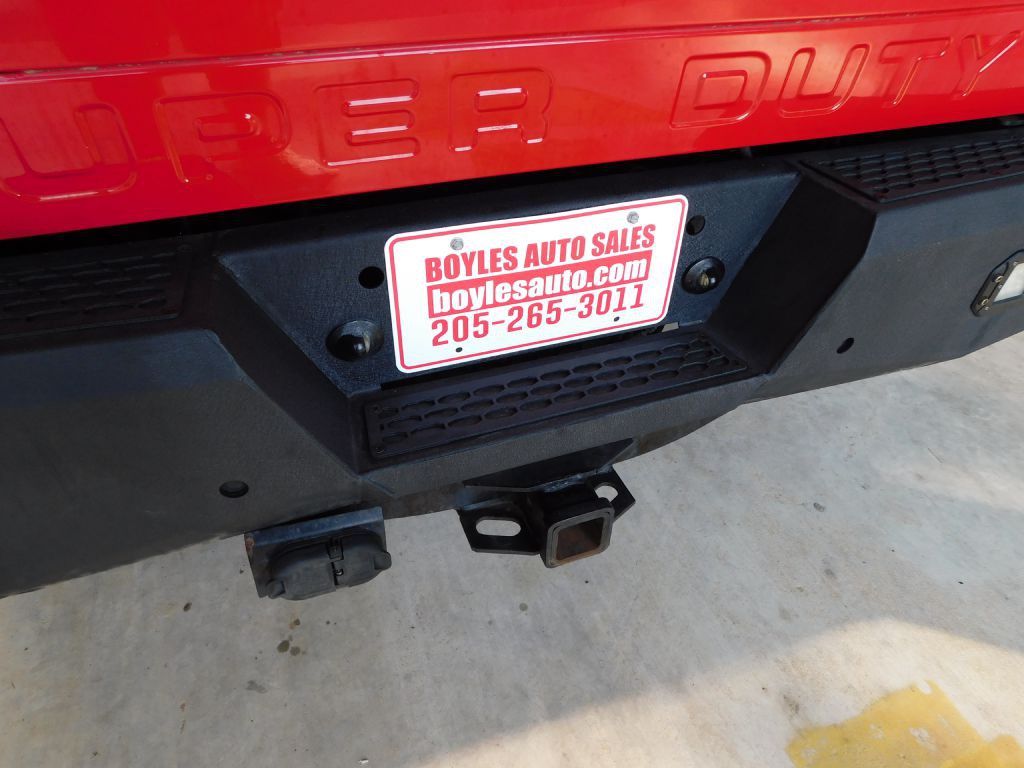 UPER DUTY
BOYLES AUTO SALES
boylesauto.com
205-265-3011